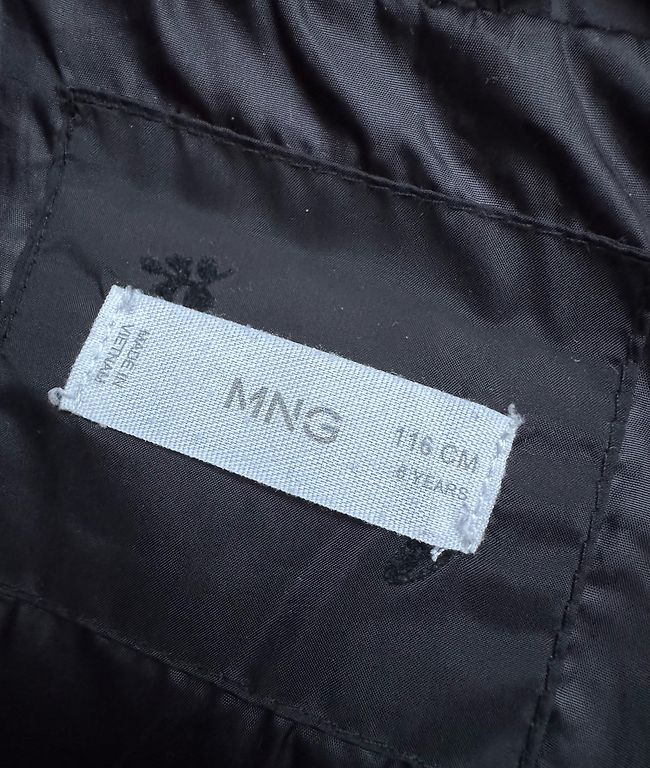 MADE IN
VIETNAM
MNG
116 CM
6 YEARS